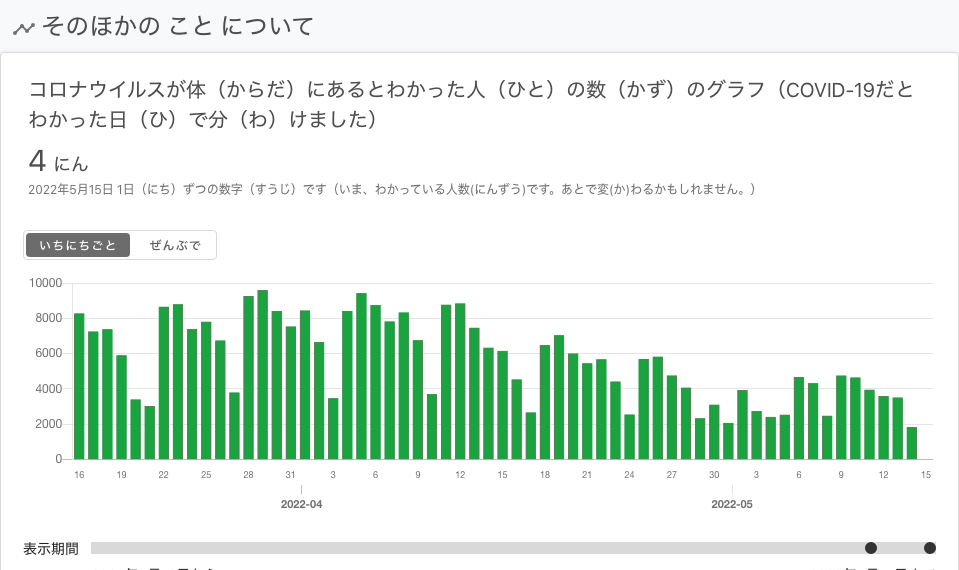 そのほかの こと について
コロナウイルスが体（からだ）にあるとわかった人（ひと）の数（かず）のグラフ（COVID-19だと
わかった日（ひ）で分（わ）けました）
4 にん
2022年5月15日 1日（にち）ずつの数字（すうじ）です（いま、わかっている人数(にんずう)です。あとで変(か)わるかもしれません。）
いちにちごと ぜんぶで
10000
8000
6000
4000
2000
0
16 19 22 25 28 31 3 6 9 12 15 18 21 24 27 30 3 6 9 12 15
2022-04 2022-05
表示期間